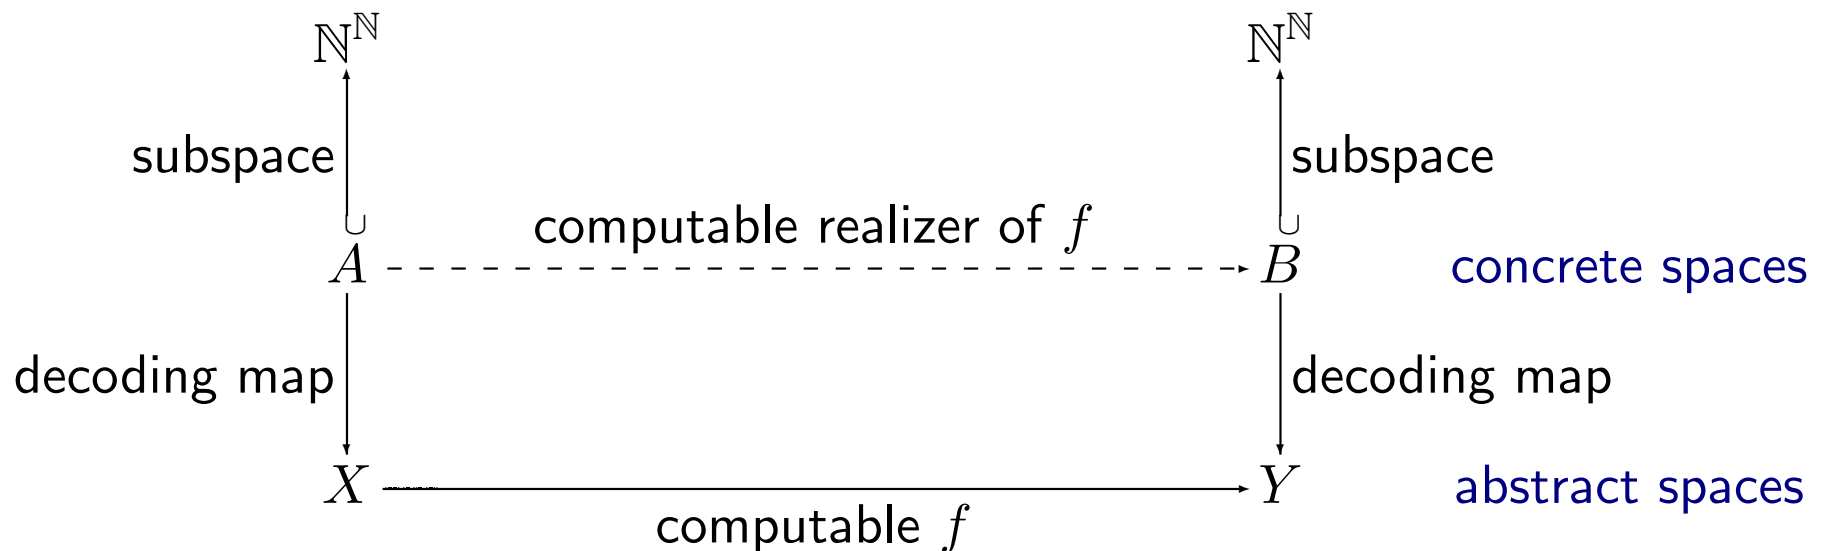 ℕ^ℕ ℕ^ℕ
subspace subspace
computable realizer of f
A B concrete spaces
decoding map decoding map
X Y abstract spaces
computable f